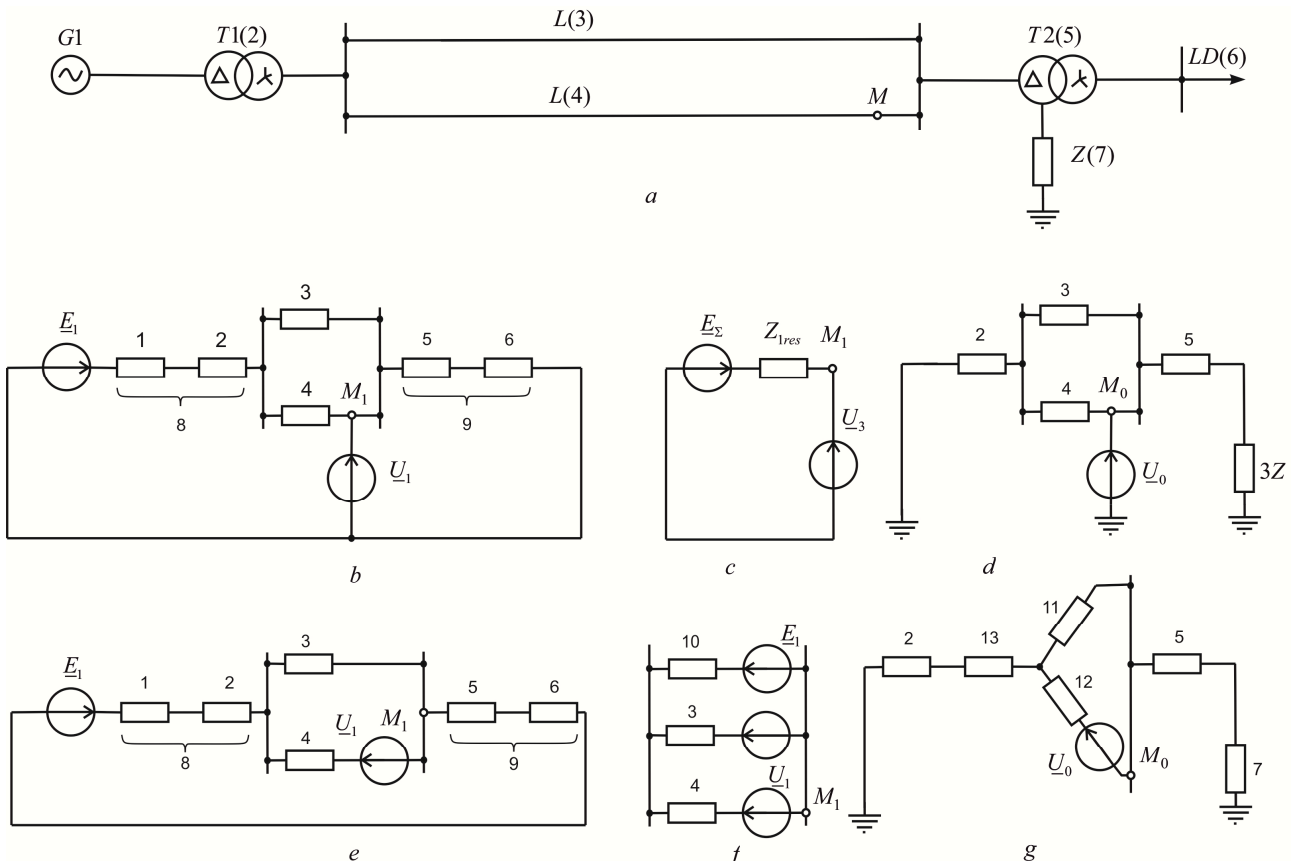 L(3)
G1 T1(2) T2(5) LD(6)
L(4) M
Z(7)
a
3 3
E1 EΣ Z1res M1 2 5
1 2 5 6
4 M1 4 M0
8 9
U3
U1 U0 3Z
b c d
11
3 10 E1 5
E1 2 13
1 2 U1 M1 5 6 12
3
4 U1 U0 M0
8 9 4 M1 7
e f g